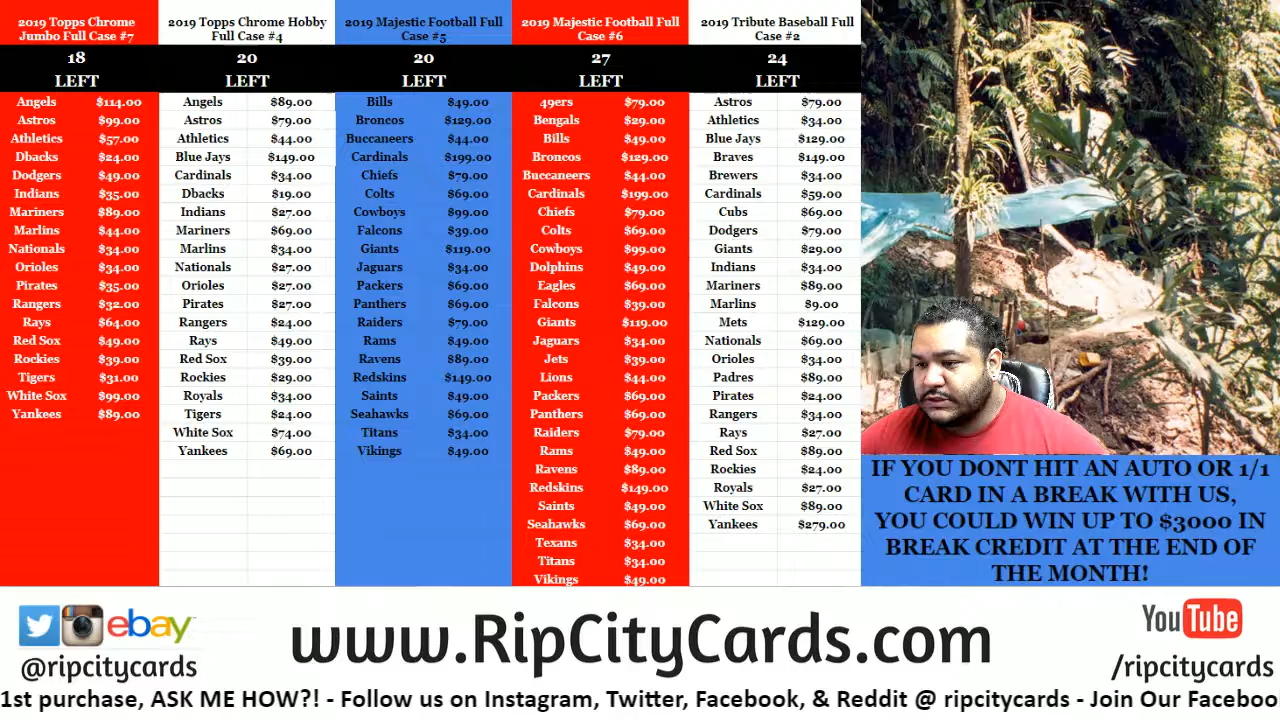 2019 Topps Chrome
Jumbo Full Case #7
18
LEFT
Angels $114.00
Astros $99.00
Athletics $57.00
Dbacks $24.00
Dodgers $49.00
Indians $35.00
Mariners $89.00
Marlins $44.00
Nationals $34.00
Orioles $34.00
Pirates $35.00
Rangers $32.00
Rays $64.00
Red Sox $49.00
Rockies $39.00
Tigers $31.00
White Sox $99.00
Yankees $89.00
2019 Topps Chrome Hobby
Full Case #4
20
LEFT
Angels $89.00
Astros $79.00
Athletics $44.00
Blue Jays $149.00
Cardinals $34.00
Dbacks $19.00
Indians $27.00
Mariners $69.00
Marlins $34.00
Nationals $27.00
Orioles $27.00
Pirates $27.00
Rangers $24.00
Rays $49.00
Red Sox $39.00
Rockies $29.00
Royals $34.00
Tigers $24.00
White Sox $74.00
Yankees $69.00
2019 Majestic Football Full
Case #5
20
LEFT
Bills $49.00
Broncos $129.00
Buccaneers $44.00
Cardinals $199.00
Chiefs $79.00
Colts $69.00
Cowboys $99.00
Falcons $39.00
Giants $119.00
Jaguars $34.00
Packers $69.00
Panthers $69.00
Raiders $79.00
Rams $49.00
Ravens $89.00
Redskins $149.00
Saints $49.00
Seahawks $69.00
Titans $34.00
Vikings $49.00
2019 Majestic Football Full
Case #6
27
LEFT
49ers $79.00
Bengals $29.00
Bills $49.00
Broncos $129.00
Buccaneers $44.00
Cardinals $199.00
Chiefs $79.00
Colts $69.00
Cowboys $99.00
Dolphins $49.00
Eagles $69.00
Falcons $39.00
Giants $119.00
Jaguars $34.00
Jets $39.00
Lions $44.00
Packers $69.00
Panthers $69.00
Raiders $79.00
Rams $49.00
Ravens $89.00
Redskins $149.00
Saints $49.00
Seahawks $69.00
Texans $34.00
Titans $34.00
Vikings $49.00
2019 Tribute Baseball Full
Case #2
24
LEFT
Astros $79.00
Athletics $34.00
Blue Jays $129.00
Braves $149.00
Brewers $34.00
Cardinals $59.00
Cubs $69.00
Dodgers $79.00
Giants $29.00
Indians $34.00
Mariners $89.00
Marlins $9.00
Mets $129.00
Nationals $69.00
Orioles $34.00
Padres $89.00
Pirates $24.00
Rangers $34.00
Rays $27.00
Red Sox $89.00
Rockies $24.00
Royals $27.00
White Sox $89.00
Yankees $279.00
IF YOU DONT HIT AN AUTO OR 1/1
CARD IN A BREAK WITH US,
YOU COULD WIN UP TO $3000 IN
BREAK CREDIT AT THE END OF
THE MONTH!
ebay
@ripcitycards
www.RipCityCards.com
YouTube
/ripcitycards
1st purchase, ASK ME HOW?! - Follow us on Instagram, Twitter, Facebook, & Reddit @ ripcitycards - Join Our Faceboo